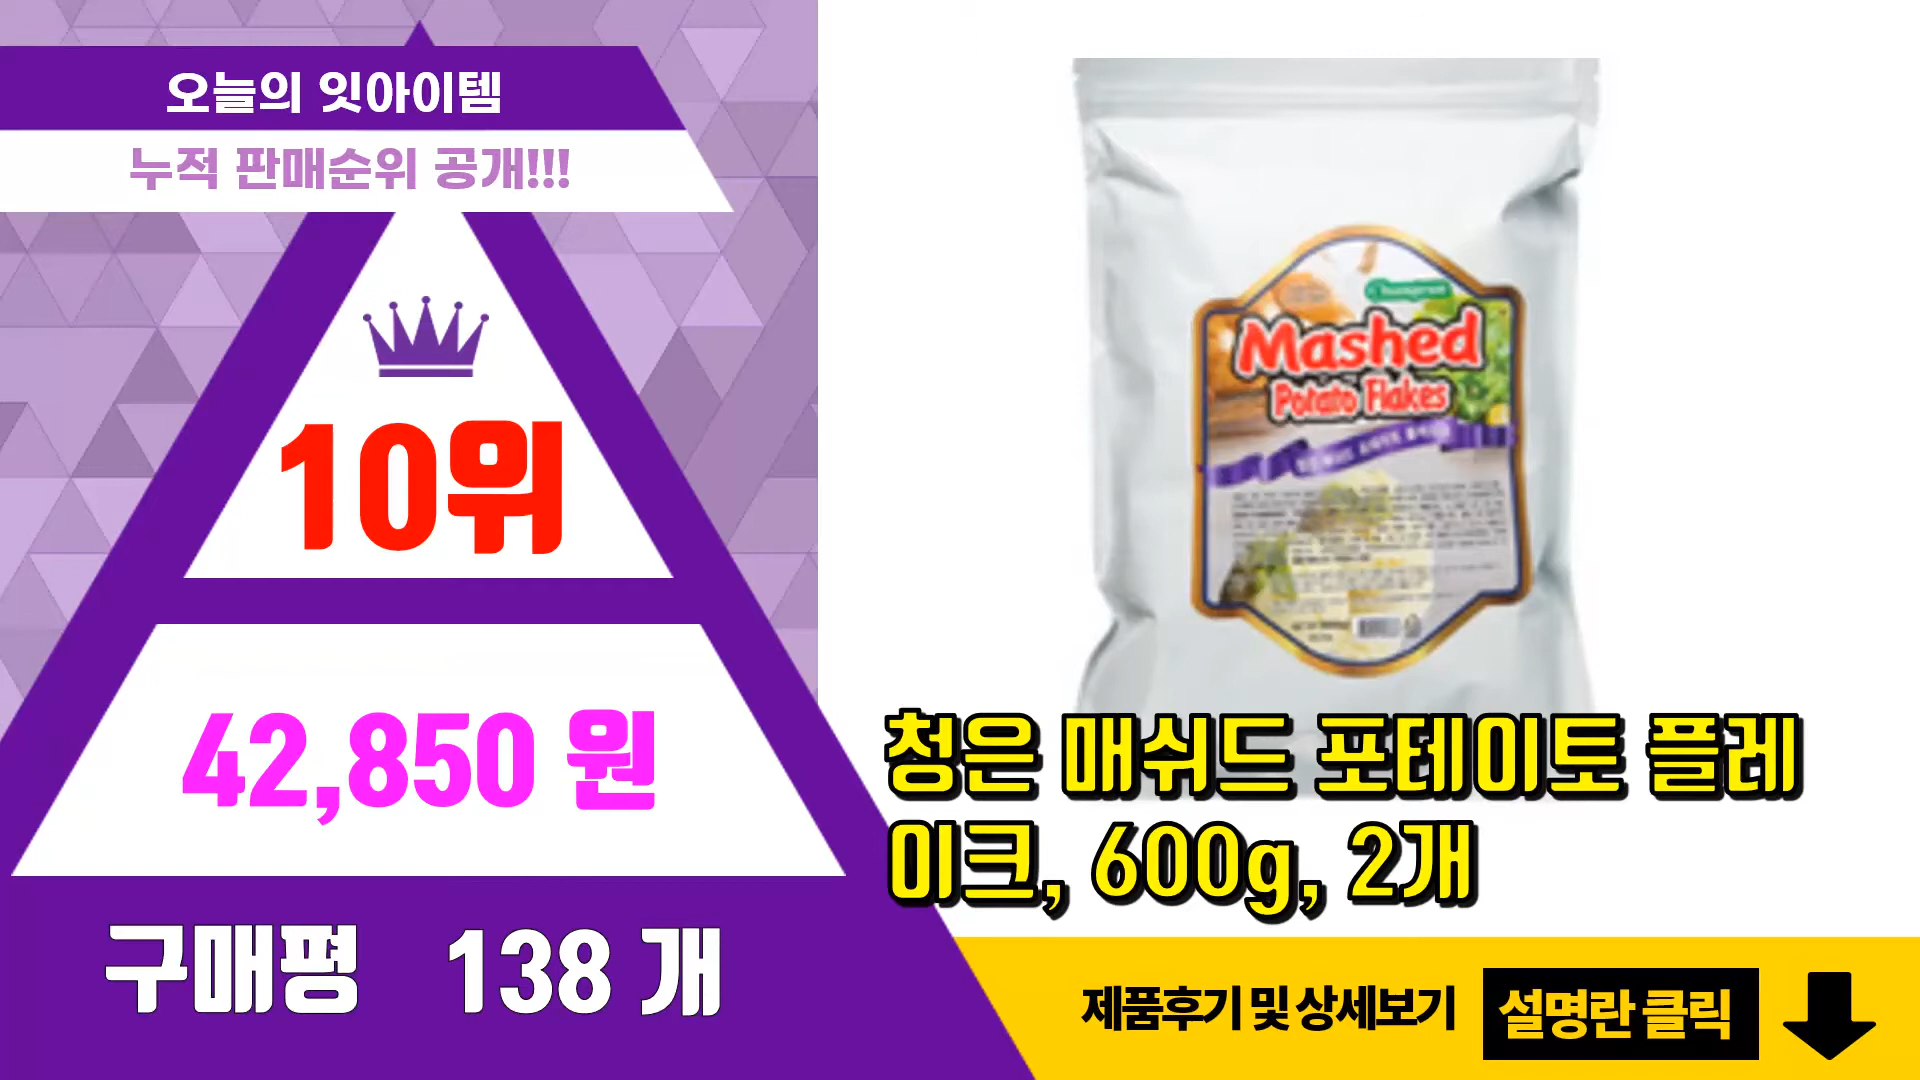 오늘의 잇아이템
누적 판매순위 공개!!!
10위
42,850 원
구매평 138 개
Mashed
Potato Flakes
청은 매쉬드 포테이토 플레
이크, 600g, 2개
제품후기 및 상세보기
설명란 클릭